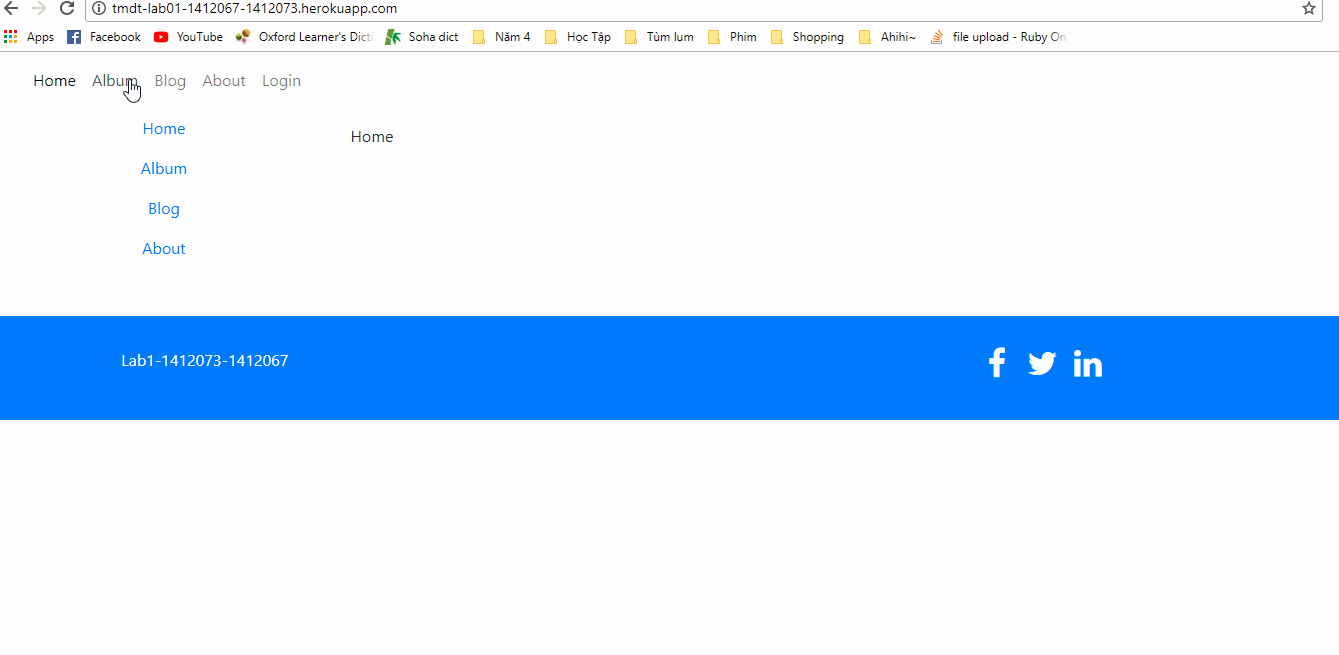 tmdt-lab01-1412067-1412073.herokuapp.com
Apps Facebook YouTube Oxford Learner's Dicti Soha dict Năm 4 Học Tập Tùm lum Phim Shopping Ahihi~ file upload - Ruby On
Home Album Blog About Login
Home
Home
Album
Blog
About
Lab1-1412073-1412067